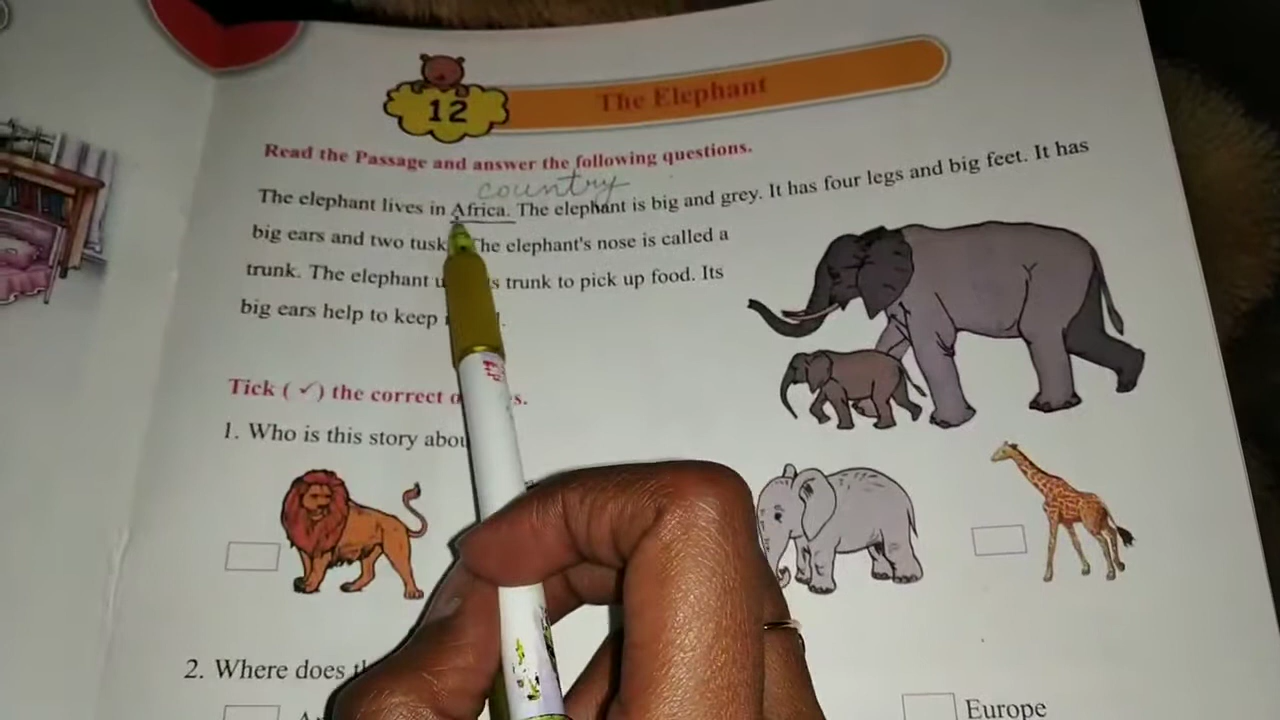 12
The Elephant
Read the Passage and answer the following questions.
country
The elephant lives in Africa. The elephant is big and grey. It has four legs and big feet. It has
big ears and two tusk The elephant's nose is called a
trunk. The elephant trunk to pick up food. Its
big ears help to keep
Tick ( ✓ ) the correct
1. Who is this story
2. Where does
Europe